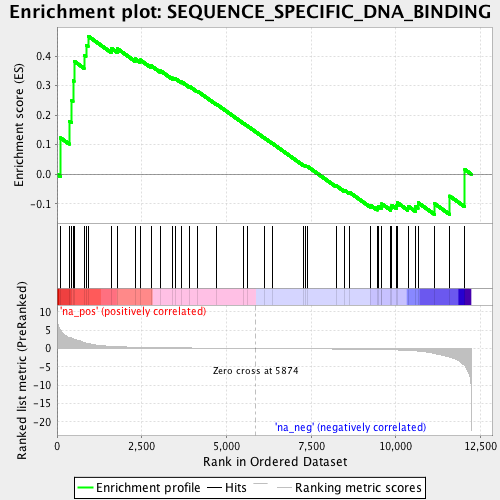 Enrichment plot: SEQUENCE_SPECIFIC_DNA_BINDING
Enrichment score (ES)
0.4
0.3
0.2
0.1
0.0
-0.1
'na_pos' (positively correlated)
Ranked list metric (PreRanked)
10
5
0
-5
-10
-15
-20
Zero cross at 5874
'na_neg' (negatively correlated)
0
2,500
5,000
7,500
10,000
12,500
Rank in Ordered Dataset
Enrichment profile
Hits
Ranking metric scores